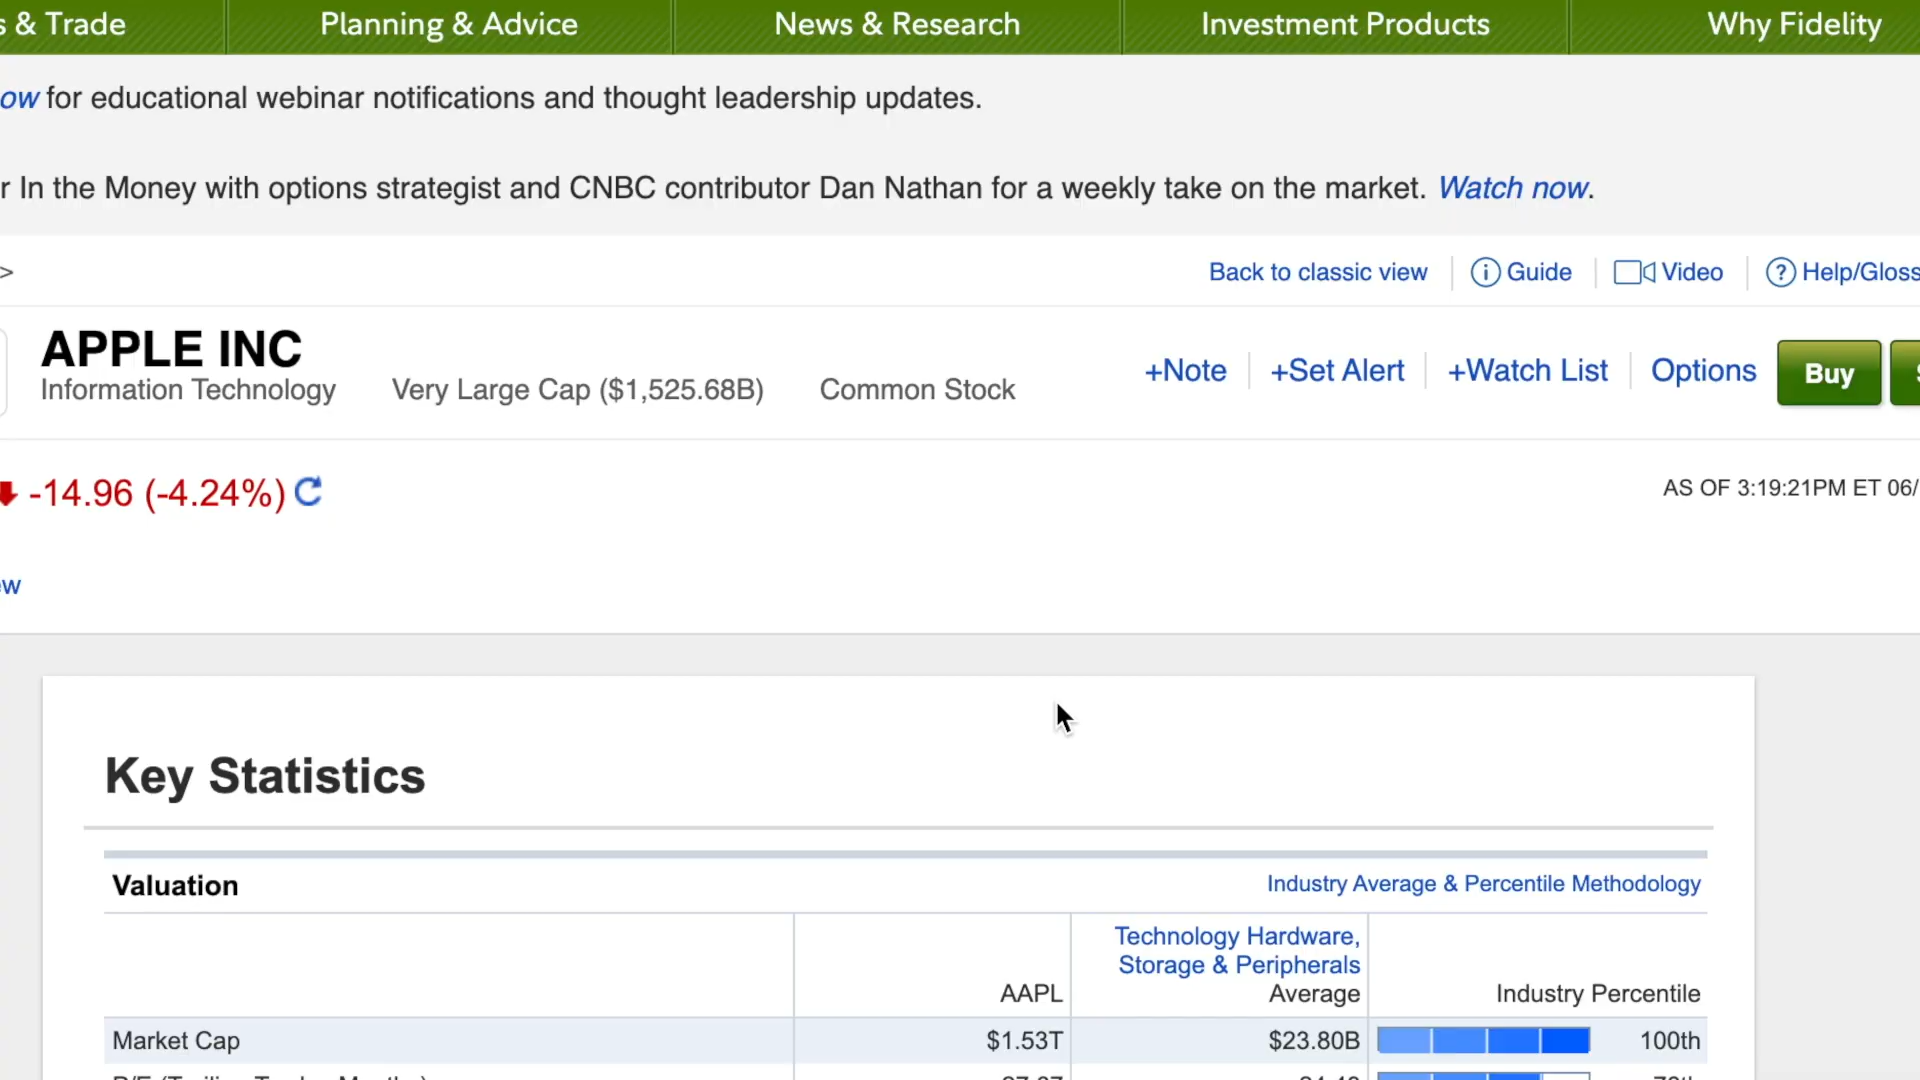 & Trade
Planning & Advice
News & Research
Investment Products
Why Fidelity
ow for educational webinar notifications and thought leadership updates.
r In the Money with options strategist and CNBC contributor Dan Nathan for a weekly take on the market. Watch now.
>
Back to classic view
Guide
Video
Help/Gloss
APPLE INC
Information Technology
Very Large Cap ($1,525.68B)
Common Stock
+Note
+Set Alert
+Watch List
Options
Buy
-14.96 (-4.24%)
AS OF 3:19:21PM ET 06/
ew
Key Statistics
Valuation
Industry Average & Percentile Methodology
Technology Hardware,
Storage & Peripherals
AAPL
Average
Industry Percentile
Market Cap
$1.53T
$23.80B
100th